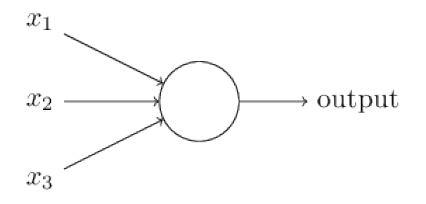 x₁
x₂
output
x₃